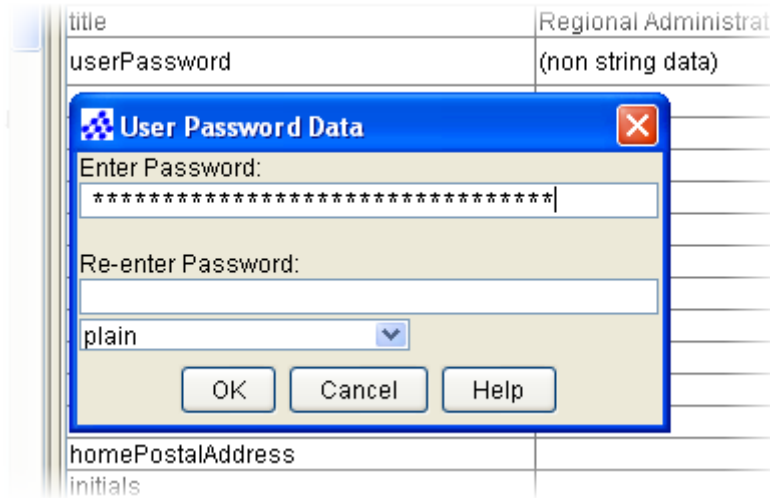 title Regional Administrat
userPassword (non string data)
User Password Data
Enter Password:
*********************************
Re-enter Password:
plain
OK Cancel Help
homePostalAddress
initials